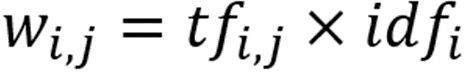 w_{i,j} = tf_{i,j} × idf_i